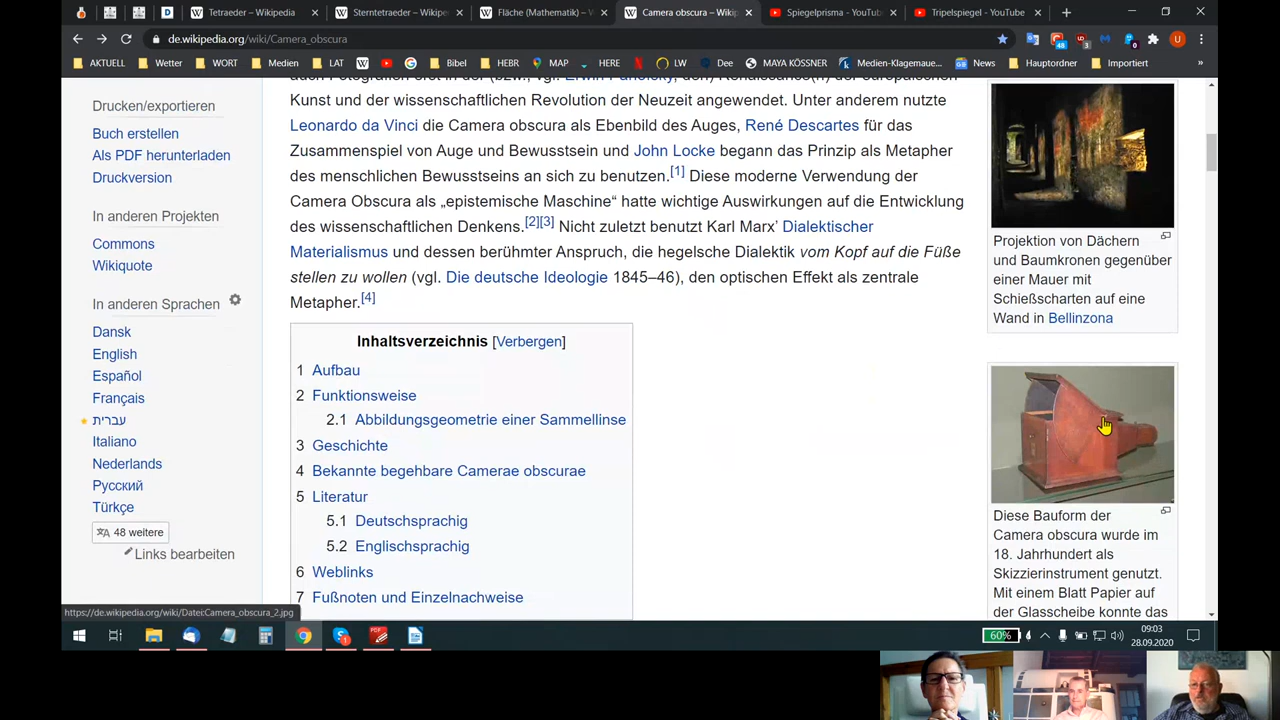 Tetraeder – Wikipedia
Sterntetraeder – Wikipe
Fläche (Mathematik) – W
Camera obscura – Wikip
Spiegelprisma - YouTube
Tripelspiegel - YouTube
de.wikipedia.org/wiki/Camera_obscura
48
3
0
U
AKTUELL
Wetter
WORT
Medien
LAT
Bibel
HEBR
MAP
HERE
LW
Dee
MAYA KÖSSNER
Medien-Klagemaue...
News
Hauptordner
Importiert
»
Drucken/exportieren
Buch erstellen
Als PDF herunterladen
Druckversion
In anderen Projekten
Commons
Wikiquote
In anderen Sprachen
Dansk
English
Español
Français
עברית
Italiano
Nederlands
Русский
Türkçe
48 weitere
Links bearbeiten
https://de.wikipedia.org/wiki/Datei:Camera_obscura_2.jpg
Kunst und der wissenschaftlichen Revolution der Neuzeit angewendet. Unter anderem nutzte
Leonardo da Vinci die Camera obscura als Ebenbild des Auges, René Descartes für das
Zusammenspiel von Auge und Bewusstsein und John Locke begann das Prinzip als Metapher
des menschlichen Bewusstseins an sich zu benutzen.[1] Diese moderne Verwendung der
Camera Obscura als „epistemische Maschine“ hatte wichtige Auswirkungen auf die Entwicklung
des wissenschaftlichen Denkens.[2][3] Nicht zuletzt benutzt Karl Marx’ Dialektischer
Materialismus und dessen berühmter Anspruch, die hegelsche Dialektik vom Kopf auf die Füße
stellen zu wollen (vgl. Die deutsche Ideologie 1845–46), den optischen Effekt als zentrale
Metapher.[4]
Inhaltsverzeichnis [Verbergen]
1 Aufbau
2 Funktionsweise
2.1 Abbildungsgeometrie einer Sammellinse
3 Geschichte
4 Bekannte begehbare Camerae obscurae
5 Literatur
5.1 Deutschsprachig
5.2 Englischsprachig
6 Weblinks
7 Fußnoten und Einzelnachweise
Projektion von Dächern
und Baumkronen gegenüber
einer Mauer mit
Schießscharten auf eine
Wand in Bellinzona
Diese Bauform der
Camera obscura wurde im
18. Jahrhundert als
Skizzierinstrument genutzt.
Mit einem Blatt Papier auf
der Glasscheibe konnte das
60%
09:03
28.09.2020